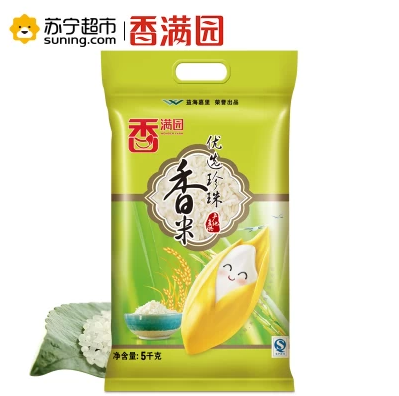 苏宁超市
suning.com
香满园
益海嘉里 荣誉出品
香满园
优选珍珠
香米
净含量:5千克